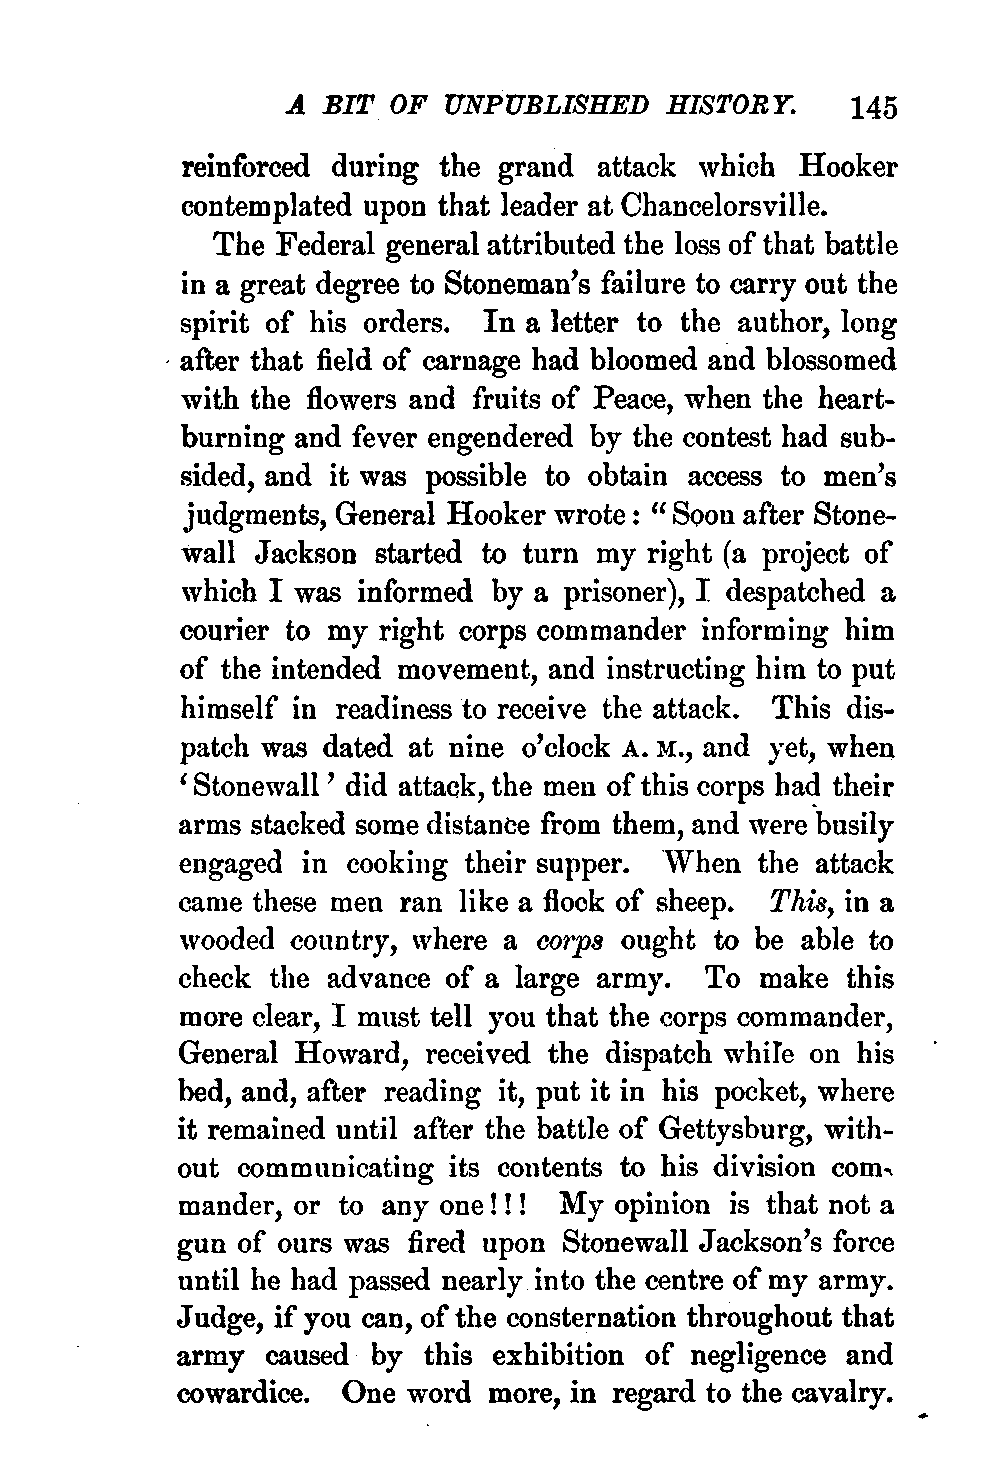 A BIT OF UNPUBLISHED HISTORY. 145
reinforced during the grand attack which Hooker
contemplated upon that leader at Chancelorsville.
The Federal general attributed the loss of that battle
in a great degree to Stoneman's failure to carry out the
spirit of his orders. In a letter to the author, long
after that field of carnage had bloomed and blossomed
with the flowers and fruits of Peace, when the heart-
burning and fever engendered by the contest had sub-
sided, and it was possible to obtain access to men's
judgments, General Hooker wrote: "Soon after Stone-
wall Jackson started to turn my right (a project of
which I was informed by a prisoner), I despatched a
courier to my right corps commander informing him
of the intended movement, and instructing him to put
himself in readiness to receive the attack. This dis-
patch was dated at nine o'clock A. M., and yet, when
'Stonewall' did attack, the men of this corps had their
arms stacked some distance from them, and were busily
engaged in cooking their supper. When the attack
came these men ran like a flock of sheep. This, in a
wooded country, where a corps ought to be able to
check the advance of a large army. To make this
more clear, I must tell you that the corps commander,
General Howard, received the dispatch while on his
bed, and, after reading it, put it in his pocket, where
it remained until after the battle of Gettysburg, with-
out communicating its contents to his division com-
mander, or to any one!!! My opinion is that not a
gun of ours was fired upon Stonewall Jackson's force
until he had passed nearly into the centre of my army.
Judge, if you can, of the consternation throughout that
army caused by this exhibition of negligence and
cowardice. One word more, in regard to the cavalry.